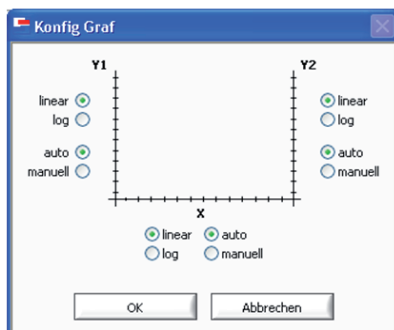 Konfig Graf
Y1 Y2
linear linear
log log
auto auto
manuell manuell
X
linear auto
log manuell
OK Abbrechen